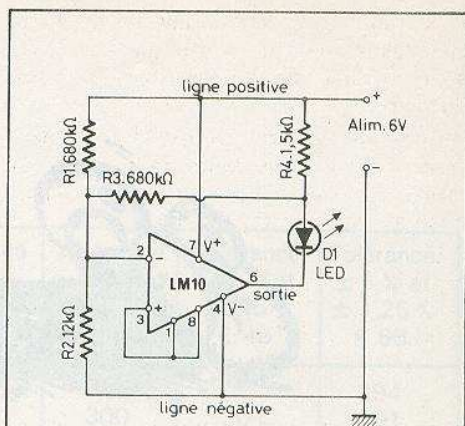 ligne positive
+
Alim. 6V
−
R1.680kΩ
R3.680kΩ
R4.1,5kΩ
7 V+
2 −
LM10
6
sortie
D1
LED
+
3
1
8
4 V−
R2.12kΩ
ligne négative